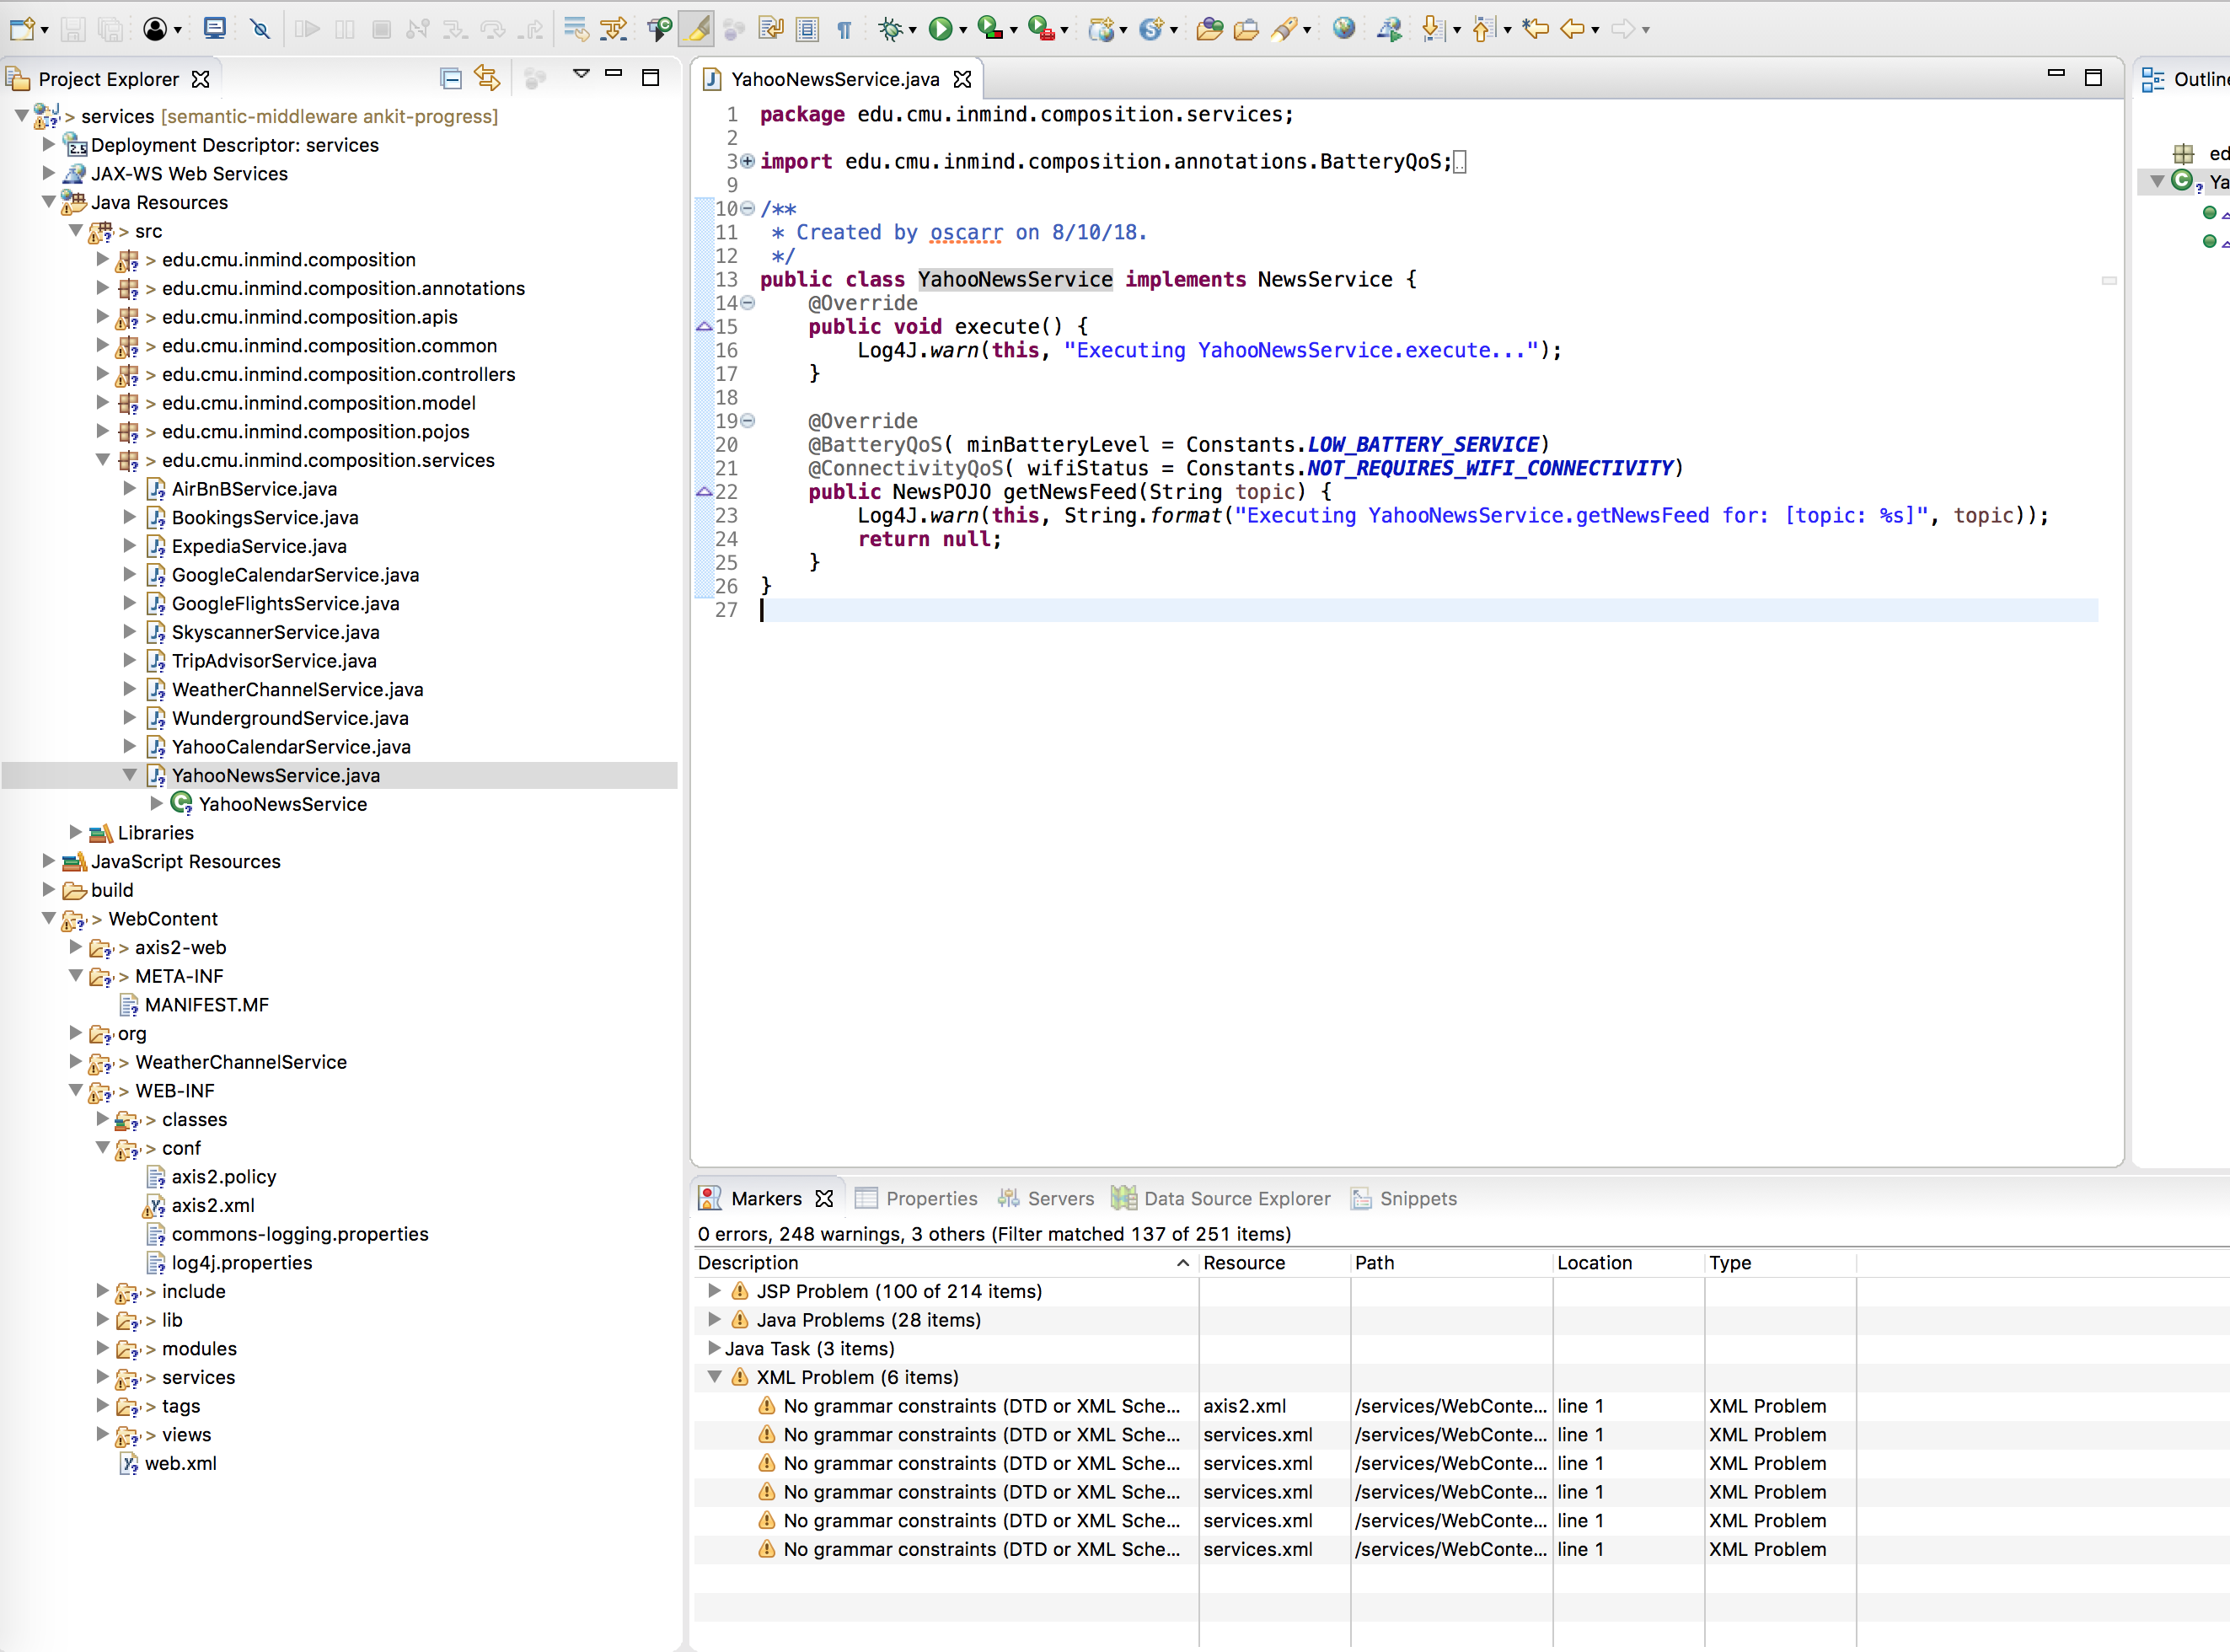 Project Explorer
> services [semantic-middleware ankit-progress]
Deployment Descriptor: services
JAX-WS Web Services
Java Resources
> src
> edu.cmu.inmind.composition
> edu.cmu.inmind.composition.annotations
> edu.cmu.inmind.composition.apis
> edu.cmu.inmind.composition.common
> edu.cmu.inmind.composition.controllers
> edu.cmu.inmind.composition.model
> edu.cmu.inmind.composition.pojos
> edu.cmu.inmind.composition.services
AirBnBService.java
BookingsService.java
ExpediaService.java
GoogleCalendarService.java
GoogleFlightsService.java
SkyscannerService.java
TripAdvisorService.java
WeatherChannelService.java
WundergroundService.java
YahooCalendarService.java
YahooNewsService.java
YahooNewsService
Libraries
JavaScript Resources
build
> WebContent
> axis2-web
> META-INF
MANIFEST.MF
org
> WeatherChannelService
> WEB-INF
> classes
> conf
axis2.policy
axis2.xml
commons-logging.properties
log4j.properties
> include
> lib
> modules
> services
> tags
> views
web.xml
YahooNewsService.java
1 package edu.cmu.inmind.composition.services;
2
3 import edu.cmu.inmind.composition.annotations.BatteryQoS;
9
10 /**
11 * Created by oscarr on 8/10/18.
12 */
13 public class YahooNewsService implements NewsService {
14 @Override
15 public void execute() {
16 Log4J.warn(this, "Executing YahooNewsService.execute...");
17 }
18
19 @Override
20 @BatteryQoS( minBatteryLevel = Constants.LOW_BATTERY_SERVICE)
21 @ConnectivityQoS( wifiStatus = Constants.NOT_REQUIRES_WIFI_CONNECTIVITY)
22 public NewsPOJO getNewsFeed(String topic) {
23 Log4J.warn(this, String.format("Executing YahooNewsService.getNewsFeed for: [topic: %s]", topic));
24 return null;
25 }
26 }
27
Markers Properties Servers Data Source Explorer Snippets
0 errors, 248 warnings, 3 others (Filter matched 137 of 251 items)
Description Resource Path Location Type
JSP Problem (100 of 214 items)
Java Problems (28 items)
Java Task (3 items)
XML Problem (6 items)
No grammar constraints (DTD or XML Sche... axis2.xml /services/WebConte... line 1 XML Problem
No grammar constraints (DTD or XML Sche... services.xml /services/WebConte... line 1 XML Problem
No grammar constraints (DTD or XML Sche... services.xml /services/WebConte... line 1 XML Problem
No grammar constraints (DTD or XML Sche... services.xml /services/WebConte... line 1 XML Problem
No grammar constraints (DTD or XML Sche... services.xml /services/WebConte... line 1 XML Problem
No grammar constraints (DTD or XML Sche... services.xml /services/WebConte... line 1 XML Problem